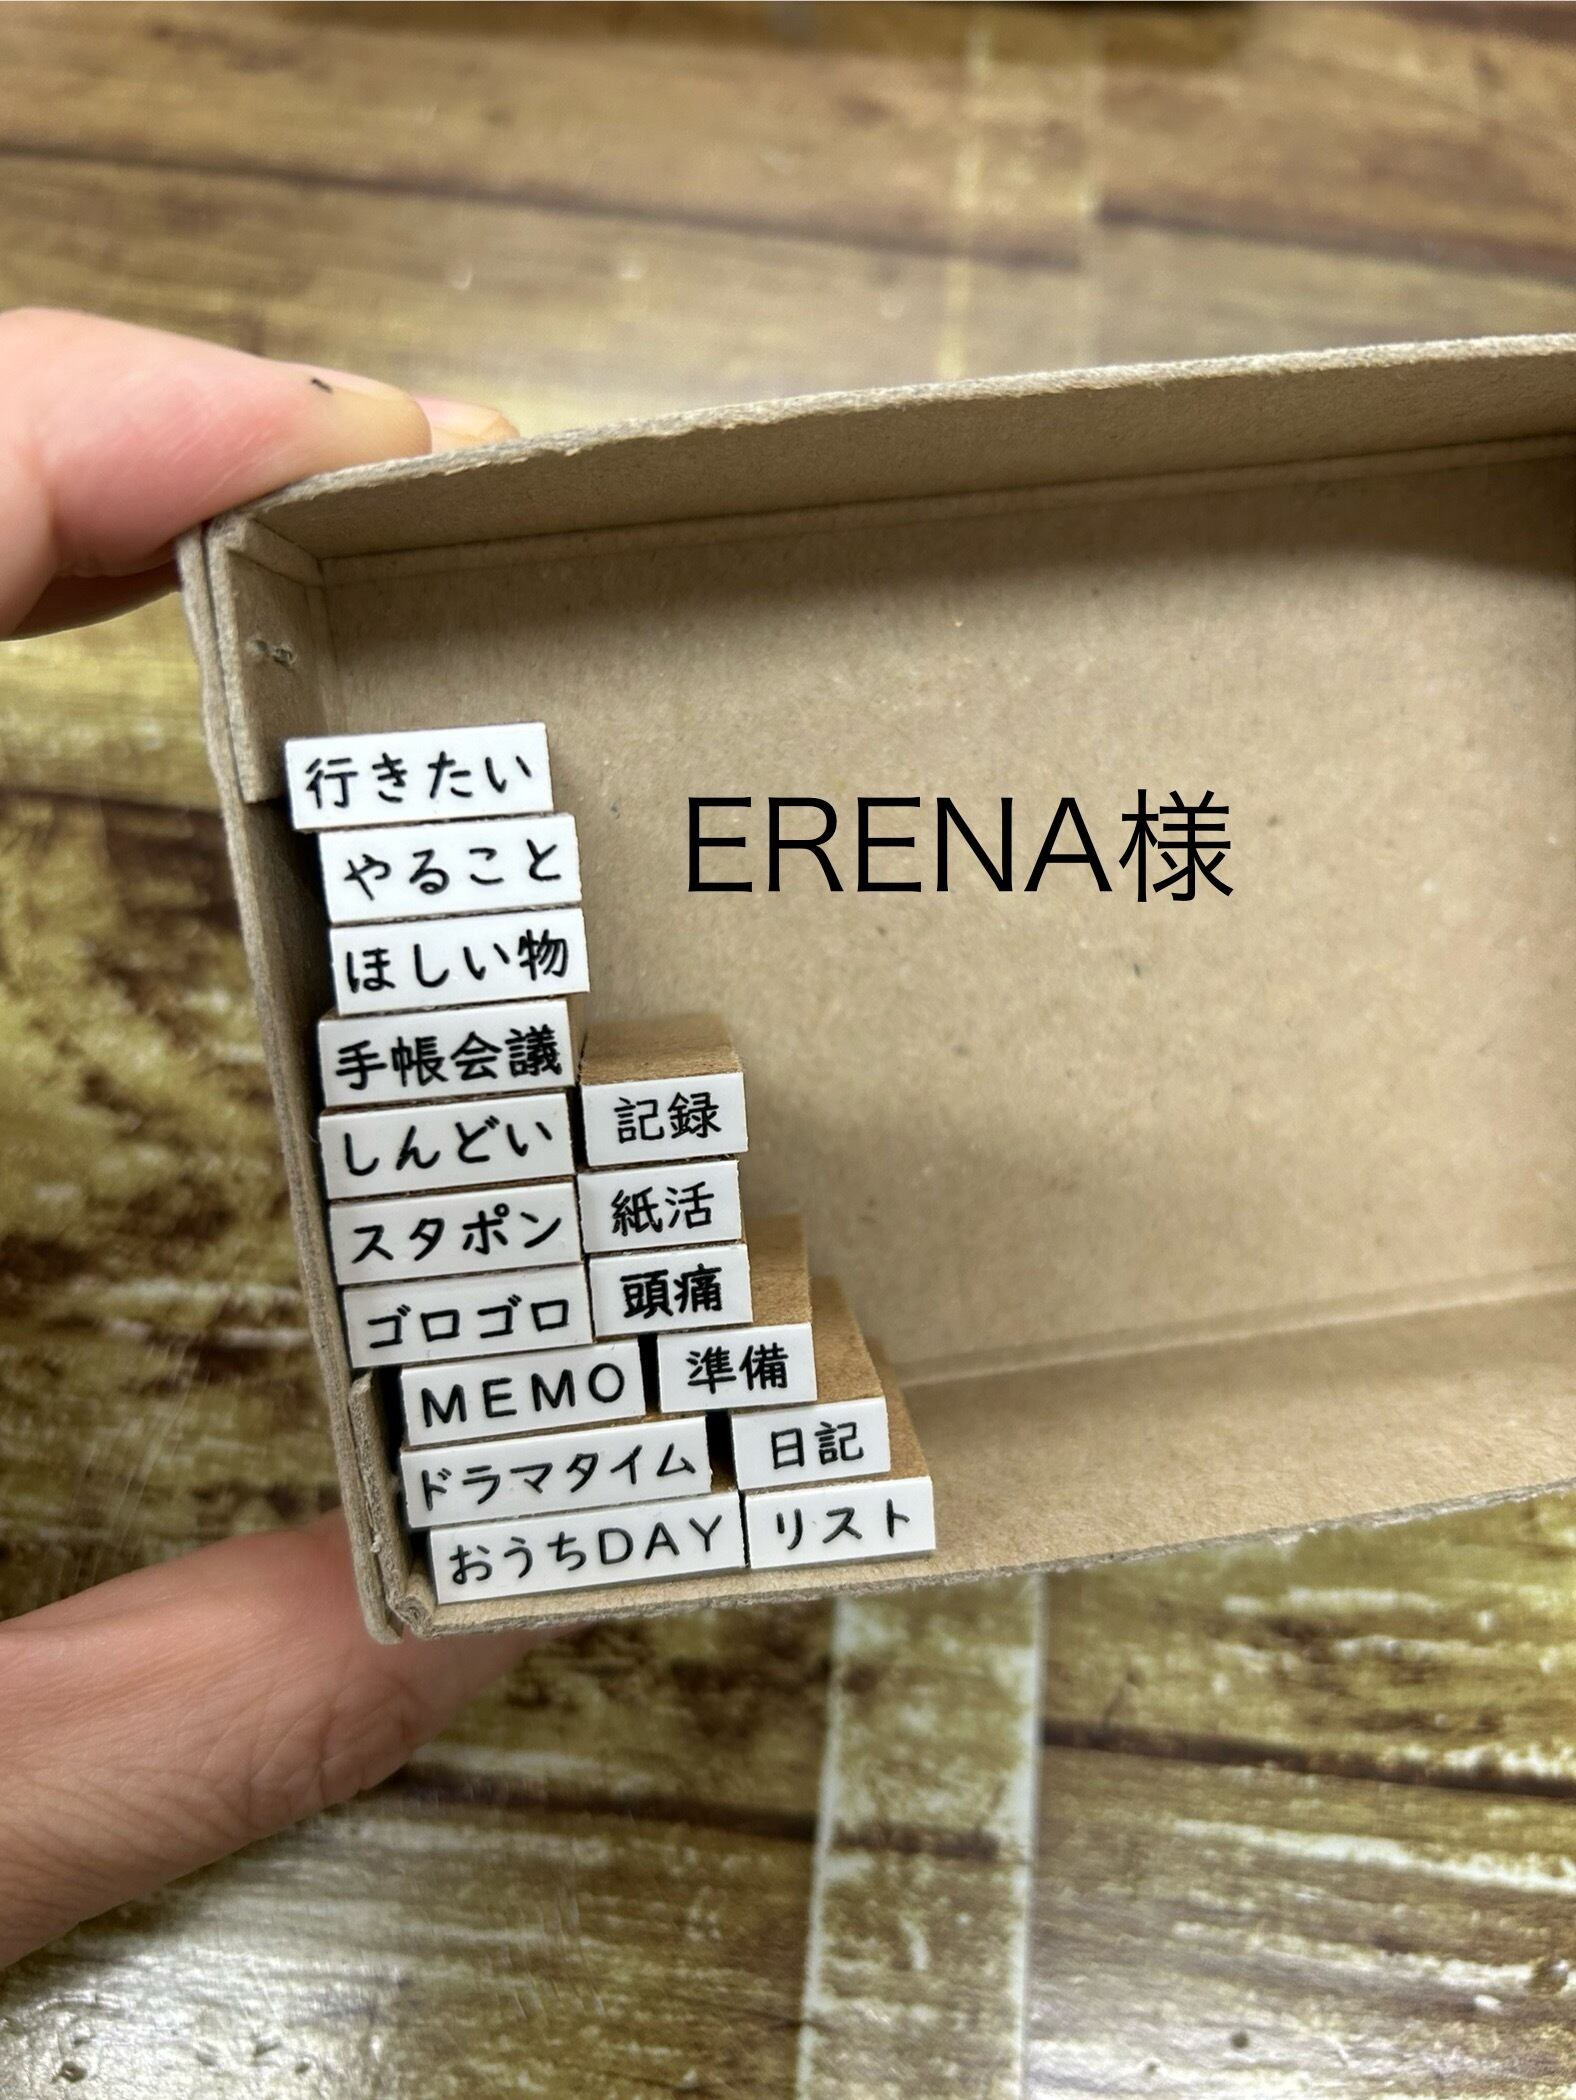 ERENA様
行きたい
やること
ほしい物
手帳会議
しんどい
スタポン
ゴロゴロ
MEMO
ドラマタイム
おうちDAY
記録
紙活
頭痛
準備
日記
リスト